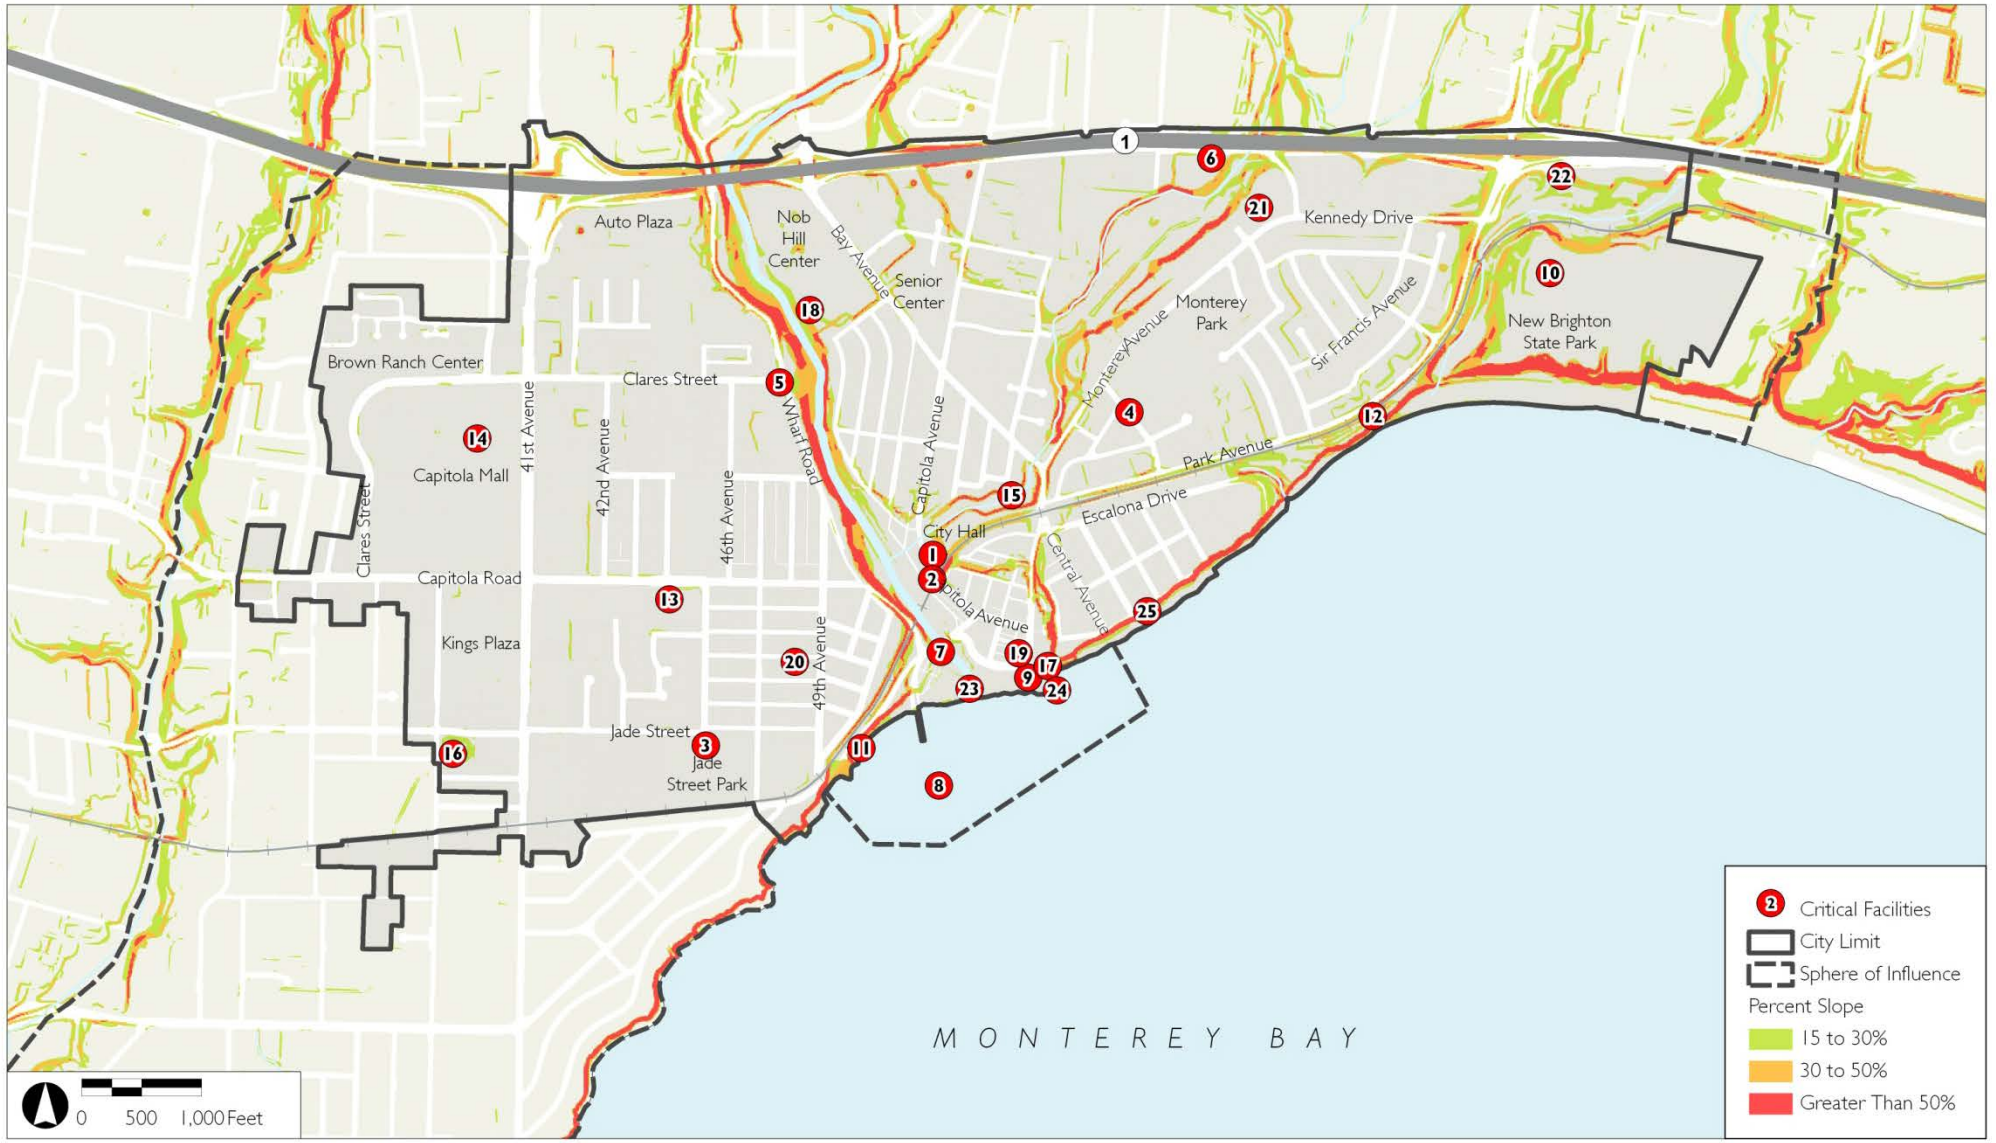 1
6
22
21
Auto Plaza
Nob
Hill
Center
Bay Avenue
Kennedy Drive
Senior
Center
18
10
Monterey
Park
New Brighton
State Park
Sir Francis Avenue
Monterey Avenue
Brown Ranch Center
Clares Street
5
Wharf Road
41st Avenue
42nd Avenue
Capitola Avenue
4
12
14
Capitola Mall
Park Avenue
46th Avenue
15
Escalona Drive
Clares Street
City Hall
1
2
Central Avenue
Capitola Road
13
pitola Avenue
25
Kings Plaza
49th Avenue
20
7
19
17
9
24
23
Jade Street
3
Jade
Street Park
16
11
8
MONTEREY BAY
2 Critical Facilities
City Limit
Sphere of Influence
Percent Slope
15 to 30%
30 to 50%
Greater Than 50%
0 500 1,000 Feet